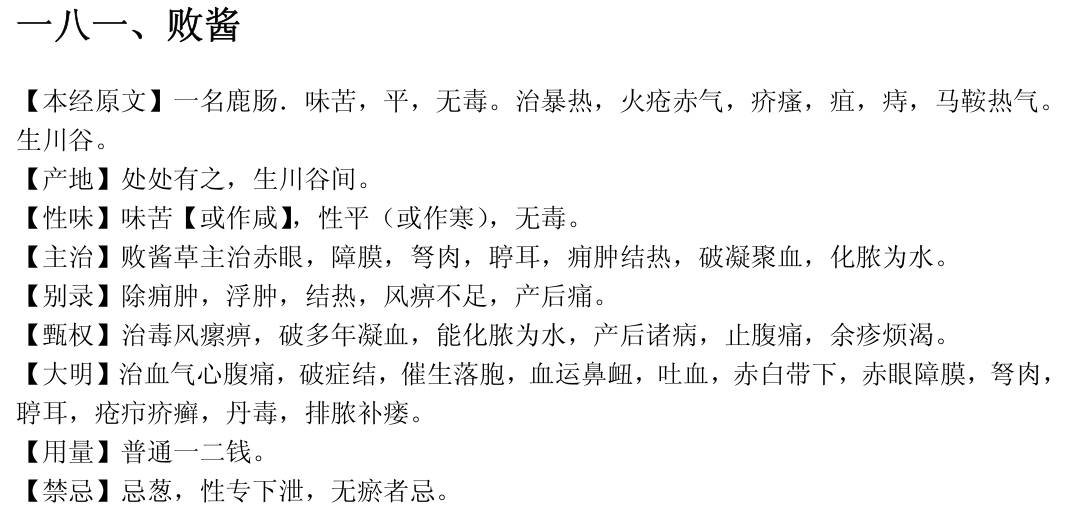 一八一、败酱
【本经原文】一名鹿肠．味苦，平，无毒。治暴热，火疮赤气，疥瘙，疽，痔，马鞍热气。
生川谷。
【产地】处处有之，生川谷间。
【性味】味苦【或作咸】，性平（或作寒），无毒。
【主治】败酱草主治赤眼，障膜，弩肉，聤耳，痈肿结热，破凝聚血，化脓为水。
【别录】除痈肿，浮肿，结热，风痹不足，产后痛。
【甄权】治毒风瘰痹，破多年凝血，能化脓为水，产后诸病，止腹痛，余疹烦渴。
【大明】治血气心腹痛，破症结，催生落胞，血运鼻衄，吐血，赤白带下，赤眼障膜，弩肉，
聤耳，疮疖疥癣，丹毒，排脓补瘘。
【用量】普通一二钱。
【禁忌】忌葱，性专下泄，无瘀者忌。